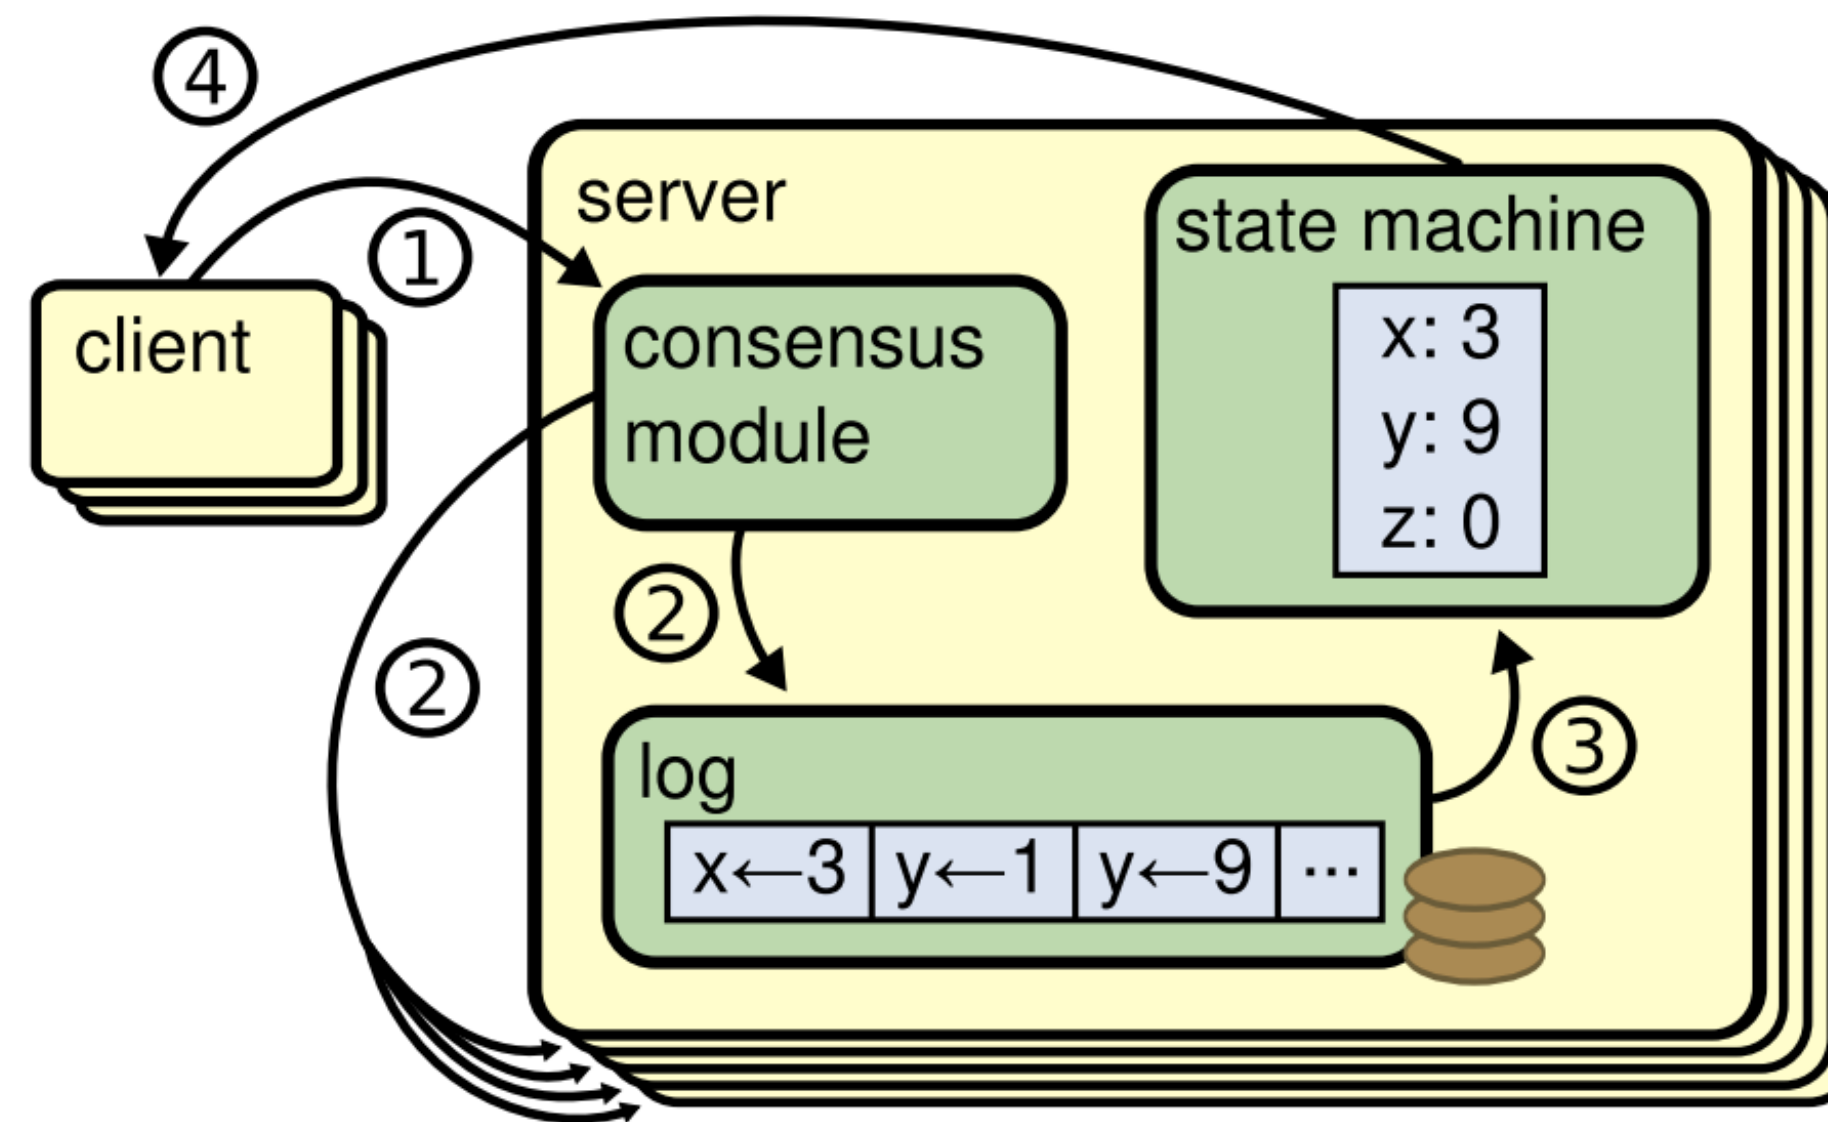 ④
①
server
state machine
x: 3
y: 9
z: 0
client
consensus
module
②
②
③
log
x←3 y←1 y←9 ...